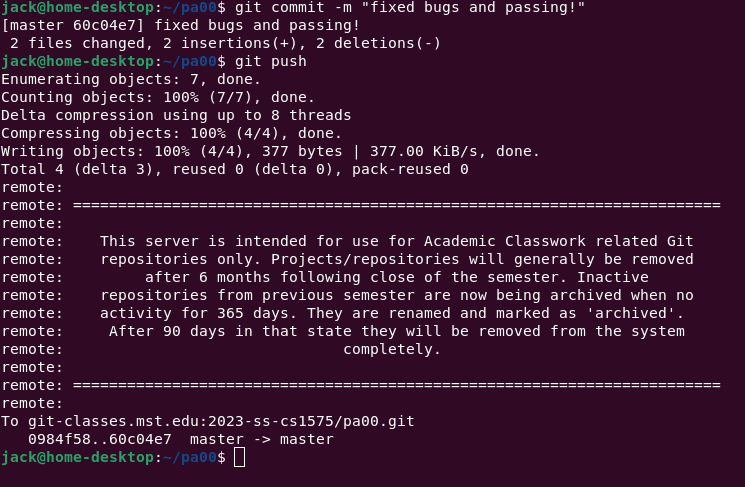 jack@home-desktop:~/pa00$ git commit -m "fixed bugs and passing!"
[master 60c04e7] fixed bugs and passing!
 2 files changed, 2 insertions(+), 2 deletions(-)
jack@home-desktop:~/pa00$ git push
Enumerating objects: 7, done.
Counting objects: 100% (7/7), done.
Delta compression using up to 8 threads
Compressing objects: 100% (4/4), done.
Writing objects: 100% (4/4), 377 bytes | 377.00 KiB/s, done.
Total 4 (delta 3), reused 0 (delta 0), pack-reused 0
remote:
remote: ========================================================================
remote:
remote:    This server is intended for use for Academic Classwork related Git
remote:    repositories only. Projects/repositories will generally be removed
remote:         after 6 months following close of the semester. Inactive
remote:    repositories from previous semester are now being archived when no
remote:    activity for 365 days. They are renamed and marked as 'archived'.
remote:     After 90 days in that state they will be removed from the system
remote:                               completely.
remote:
remote: ========================================================================
remote:
To git-classes.mst.edu:2023-ss-cs1575/pa00.git
   0984f58..60c04e7  master -> master
jack@home-desktop:~/pa00$